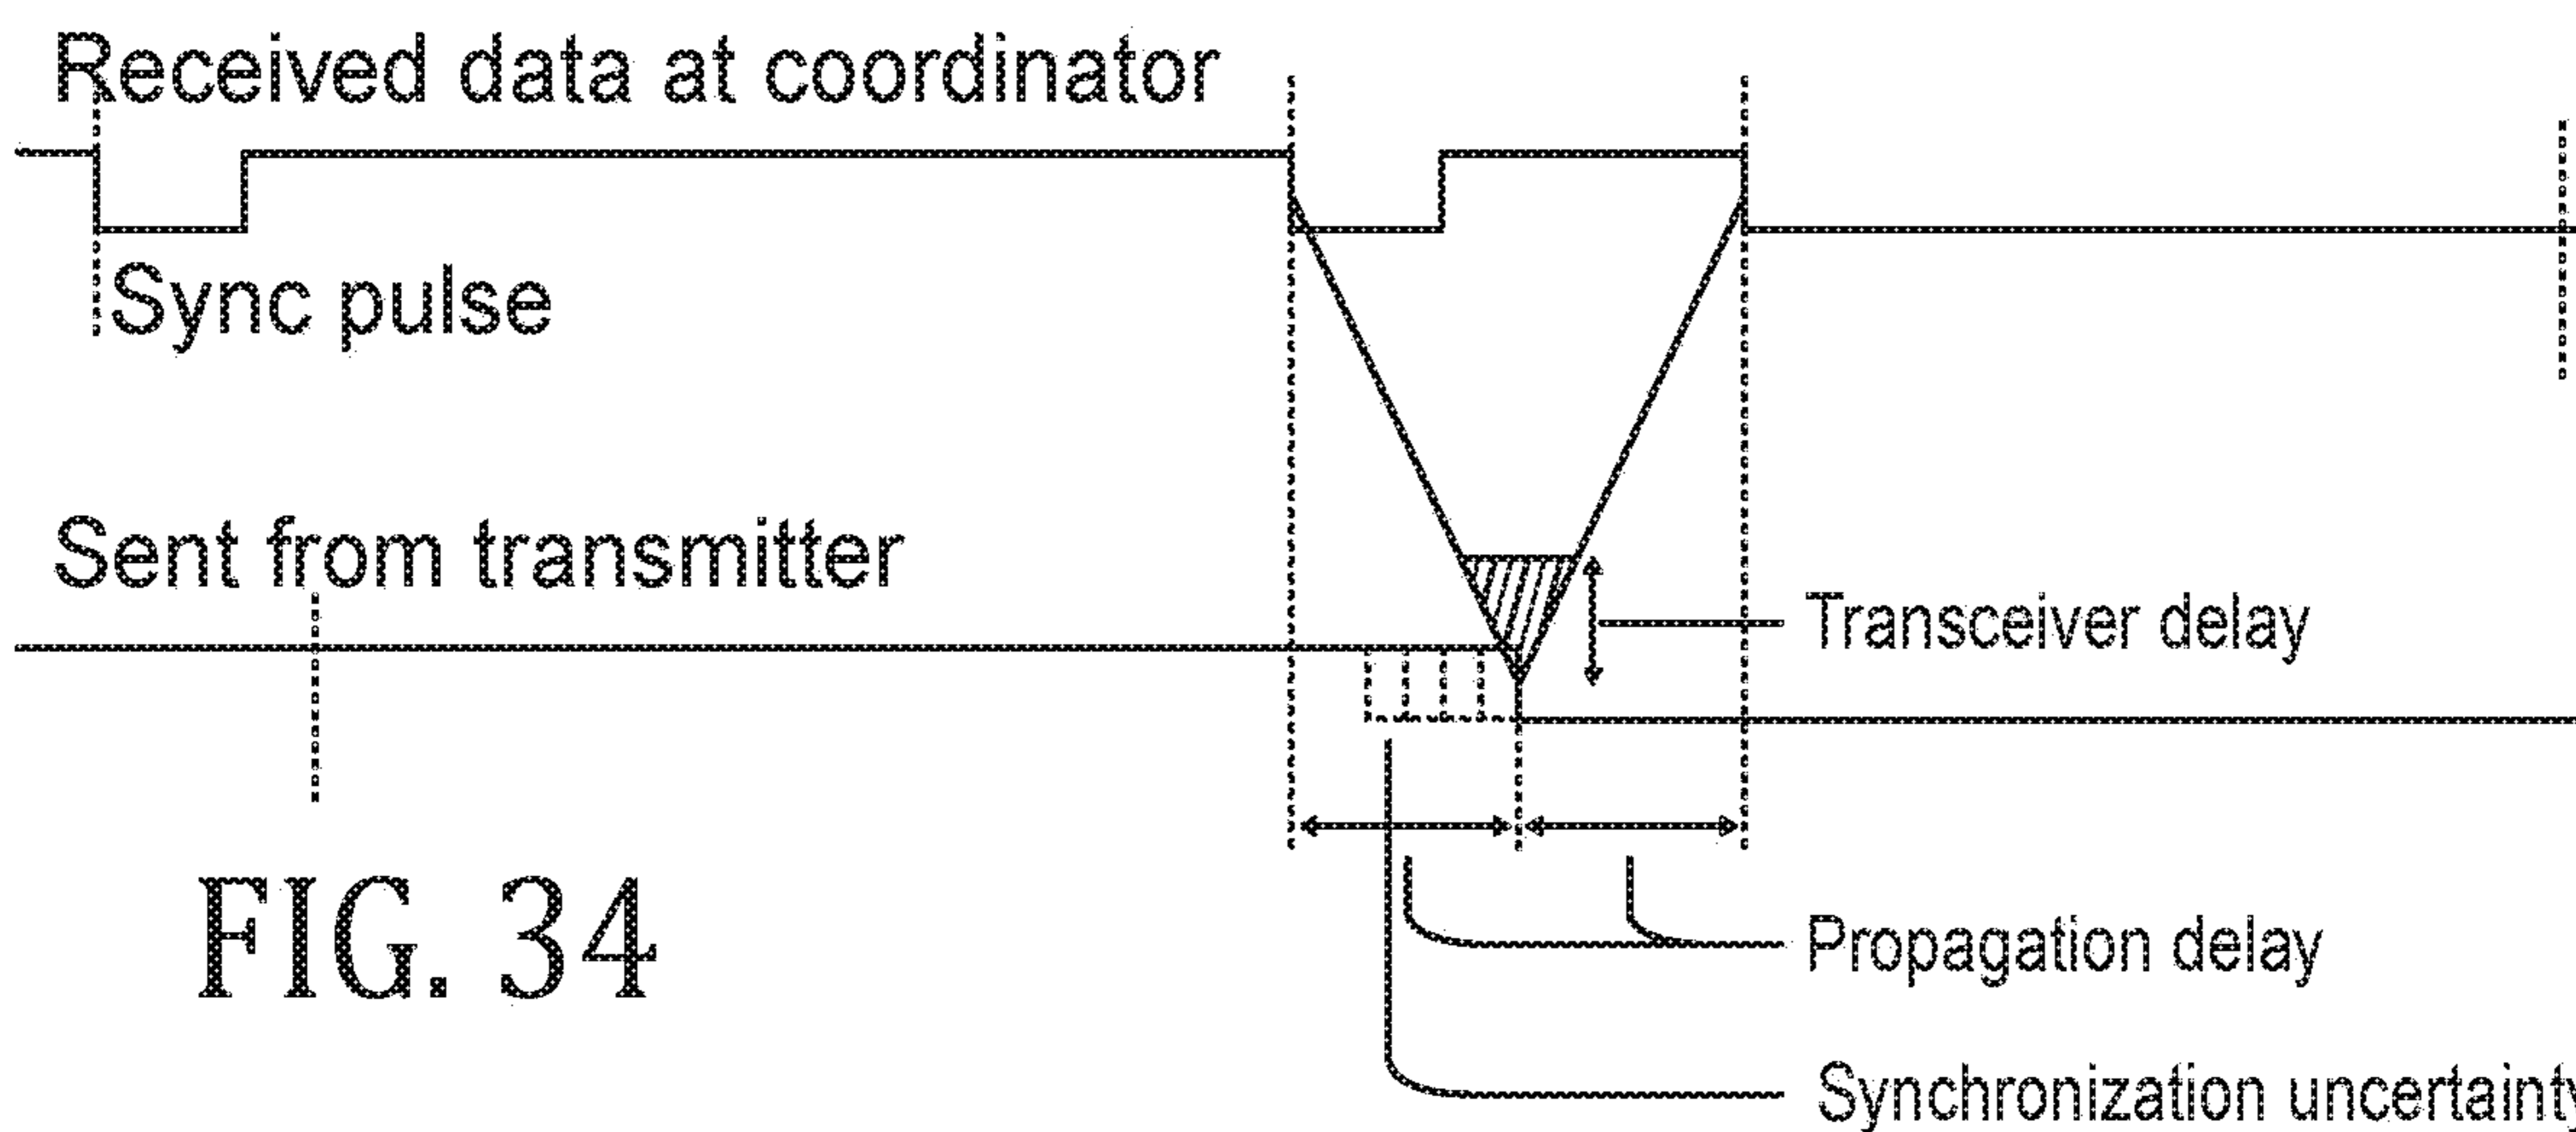 Received data at coordinator
Sync pulse
Sent from transmitter
Transceiver delay
Propagation delay
Synchronization uncertainty
FIG. 34